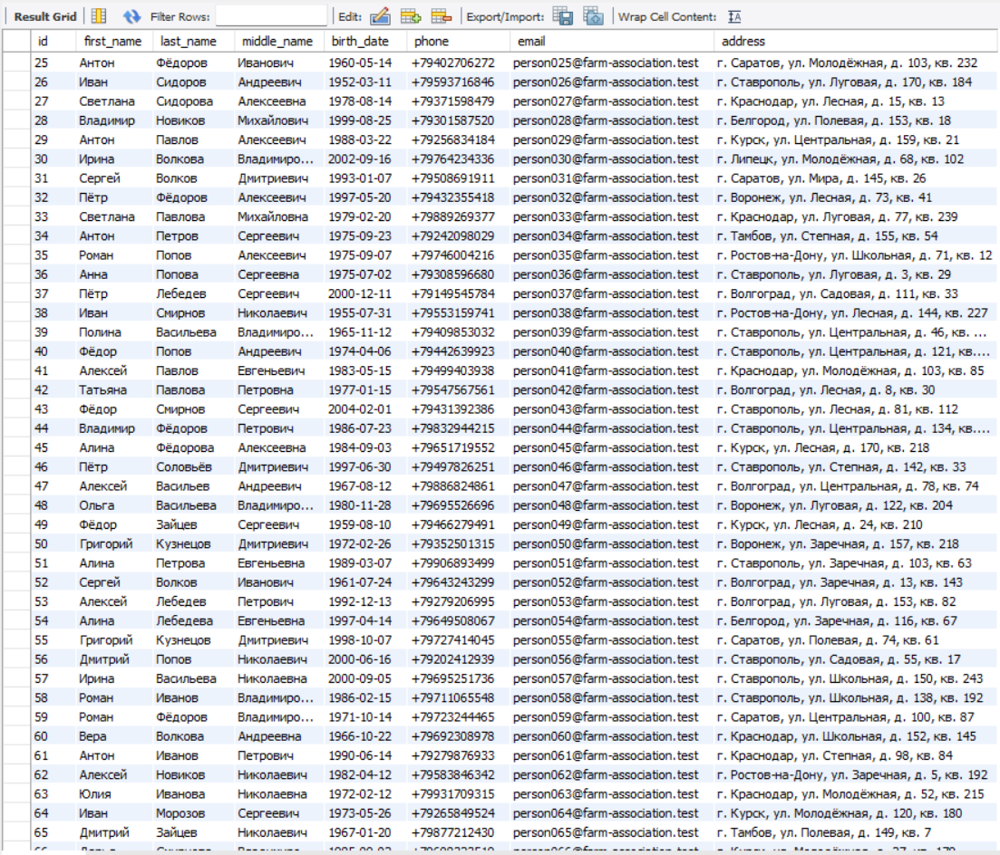 Result Grid Filter Rows: Edit: Export/Import: Wrap Cell Content:
id first_name last_name middle_name birth_date phone email address
25 Антон Фёдоров Иванович 1960-05-14 +79402706272 person025@farm-association.test г. Саратов, ул. Молодёжная, д. 103, кв. 232
26 Иван Сидоров Андреевич 1952-03-11 +79593716846 person026@farm-association.test г. Ставрополь, ул. Луговая, д. 170, кв. 184
27 Светлана Сидорова Алексеевна 1978-08-14 +79371598479 person027@farm-association.test г. Краснодар, ул. Лесная, д. 15, кв. 13
28 Владимир Новиков Михайлович 1999-08-25 +79301587520 person028@farm-association.test г. Белгород, ул. Полевая, д. 153, кв. 18
29 Антон Павлов Алексеевич 1988-03-22 +79256834184 person029@farm-association.test г. Курск, ул. Центральная, д. 159, кв. 21
30 Ирина Волкова Владимиро... 2002-09-16 +79764234336 person030@farm-association.test г. Липецк, ул. Молодёжная, д. 68, кв. 102
31 Сергей Волков Дмитриевич 1993-01-07 +79508691911 person031@farm-association.test г. Саратов, ул. Мира, д. 145, кв. 26
32 Пётр Фёдоров Алексеевич 1997-05-20 +79432355418 person032@farm-association.test г. Воронеж, ул. Лесная, д. 73, кв. 41
33 Светлана Павлова Михайловна 1979-02-20 +79889269377 person033@farm-association.test г. Краснодар, ул. Луговая, д. 77, кв. 239
34 Антон Петров Сергеевич 1975-09-23 +79242098029 person034@farm-association.test г. Тамбов, ул. Степная, д. 155, кв. 54
35 Роман Попов Алексеевич 1975-09-07 +79746004216 person035@farm-association.test г. Ростов-на-Дону, ул. Школьная, д. 71, кв. 12
36 Анна Попова Сергеевна 1975-07-02 +79308596680 person036@farm-association.test г. Ставрополь, ул. Луговая, д. 3, кв. 29
37 Пётр Лебедев Сергеевич 2000-12-11 +79149545784 person037@farm-association.test г. Волгоград, ул. Садовая, д. 111, кв. 33
38 Иван Смирнов Николаевич 1955-07-31 +79553159741 person038@farm-association.test г. Ростов-на-Дону, ул. Лесная, д. 144, кв. 227
39 Полина Васильева Владимиро... 1965-11-12 +79409853032 person039@farm-association.test г. Ставрополь, ул. Центральная, д. 46, кв. ...
40 Фёдор Попов Андреевич 1974-04-06 +79442639923 person040@farm-association.test г. Ставрополь, ул. Центральная, д. 121, кв....
41 Алексей Павлов Евгеньевич 1983-05-15 +79499403938 person041@farm-association.test г. Краснодар, ул. Молодёжная, д. 103, кв. 85
42 Татьяна Павлова Петровна 1977-01-15 +79547567561 person042@farm-association.test г. Волгоград, ул. Лесная, д. 8, кв. 30
43 Фёдор Смирнов Сергеевич 2004-02-01 +79431392386 person043@farm-association.test г. Ставрополь, ул. Лесная, д. 81, кв. 112
44 Владимир Фёдоров Петрович 1986-07-23 +79832944215 person044@farm-association.test г. Ставрополь, ул. Центральная, д. 134, кв....
45 Алина Фёдорова Алексеевна 1984-09-03 +79651719552 person045@farm-association.test г. Курск, ул. Лесная, д. 170, кв. 218
46 Пётр Соловьёв Дмитриевич 1997-06-30 +79497826251 person046@farm-association.test г. Ставрополь, ул. Степная, д. 142, кв. 33
47 Алексей Васильев Андреевич 1967-08-12 +79886824861 person047@farm-association.test г. Волгоград, ул. Центральная, д. 78, кв. 74
48 Ольга Васильева Владимиро... 1980-11-28 +79695526696 person048@farm-association.test г. Воронеж, ул. Луговая, д. 122, кв. 204
49 Фёдор Зайцев Сергеевич 1959-08-10 +79466279491 person049@farm-association.test г. Курск, ул. Лесная, д. 24, кв. 210
50 Григорий Кузнецов Дмитриевич 1972-02-26 +79352501315 person050@farm-association.test г. Воронеж, ул. Заречная, д. 157, кв. 218
51 Алина Петрова Евгеньевна 1989-03-07 +79906893499 person051@farm-association.test г. Ставрополь, ул. Заречная, д. 103, кв. 63
52 Сергей Волков Иванович 1961-07-24 +79643243299 person052@farm-association.test г. Волгоград, ул. Заречная, д. 13, кв. 143
53 Алексей Лебедев Петрович 1992-12-13 +79279206995 person053@farm-association.test г. Волгоград, ул. Луговая, д. 153, кв. 82
54 Алина Лебедева Евгеньевна 1997-04-14 +79649508067 person054@farm-association.test г. Белгород, ул. Заречная, д. 116, кв. 67
55 Григорий Кузнецов Дмитриевич 1998-10-07 +79727414045 person055@farm-association.test г. Саратов, ул. Полевая, д. 74, кв. 61
56 Дмитрий Попов Николаевич 2000-06-16 +79202412939 person056@farm-association.test г. Ставрополь, ул. Садовая, д. 55, кв. 17
57 Ирина Васильева Николаевна 2000-09-05 +79695251736 person057@farm-association.test г. Ставрополь, ул. Школьная, д. 150, кв. 243
58 Роман Иванов Владимиро... 1986-02-15 +79711065548 person058@farm-association.test г. Ставрополь, ул. Школьная, д. 138, кв. 192
59 Роман Фёдоров Владимиро... 1971-10-14 +79723244465 person059@farm-association.test г. Саратов, ул. Центральная, д. 100, кв. 87
60 Вера Волкова Андреевна 1966-10-22 +79692308978 person060@farm-association.test г. Краснодар, ул. Школьная, д. 152, кв. 145
61 Антон Иванов Петрович 1990-06-14 +79279876933 person061@farm-association.test г. Краснодар, ул. Степная, д. 98, кв. 84
62 Алексей Новиков Николаевич 1982-04-12 +79583846342 person062@farm-association.test г. Ростов-на-Дону, ул. Заречная, д. 5, кв. 192
63 Юлия Иванова Николаевна 1972-02-12 +79931709315 person063@farm-association.test г. Краснодар, ул. Молодёжная, д. 52, кв. 215
64 Иван Морозов Сергеевич 1973-05-26 +79265849524 person064@farm-association.test г. Курск, ул. Молодёжная, д. 120, кв. 180
65 Дмитрий Зайцев Николаевич 1967-01-20 +79877212430 person065@farm-association.test г. Тамбов, ул. Полевая, д. 149, кв. 7